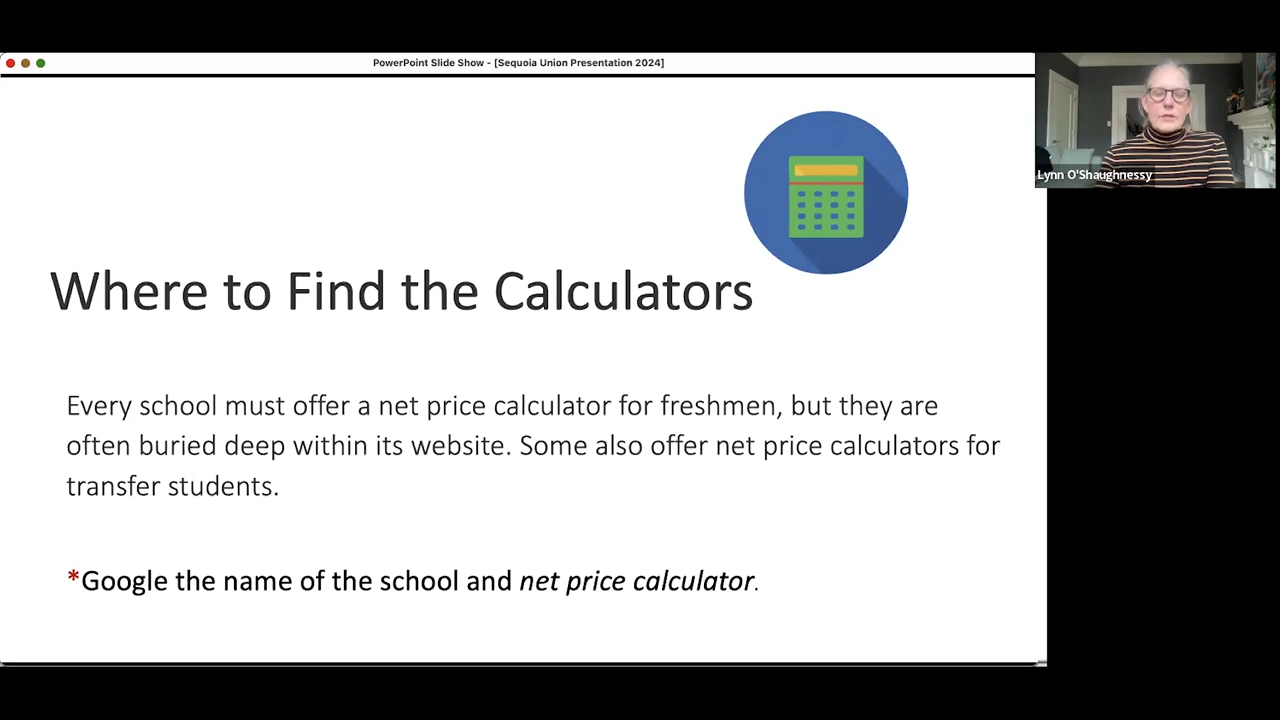 PowerPoint Slide Show - [Sequoia Union Presentation 2024]
Lynn O'Shaughnessy
Where to Find the Calculators
Every school must offer a net price calculator for freshmen, but they are
often buried deep within its website. Some also offer net price calculators for
transfer students.
*Google the name of the school and net price calculator.